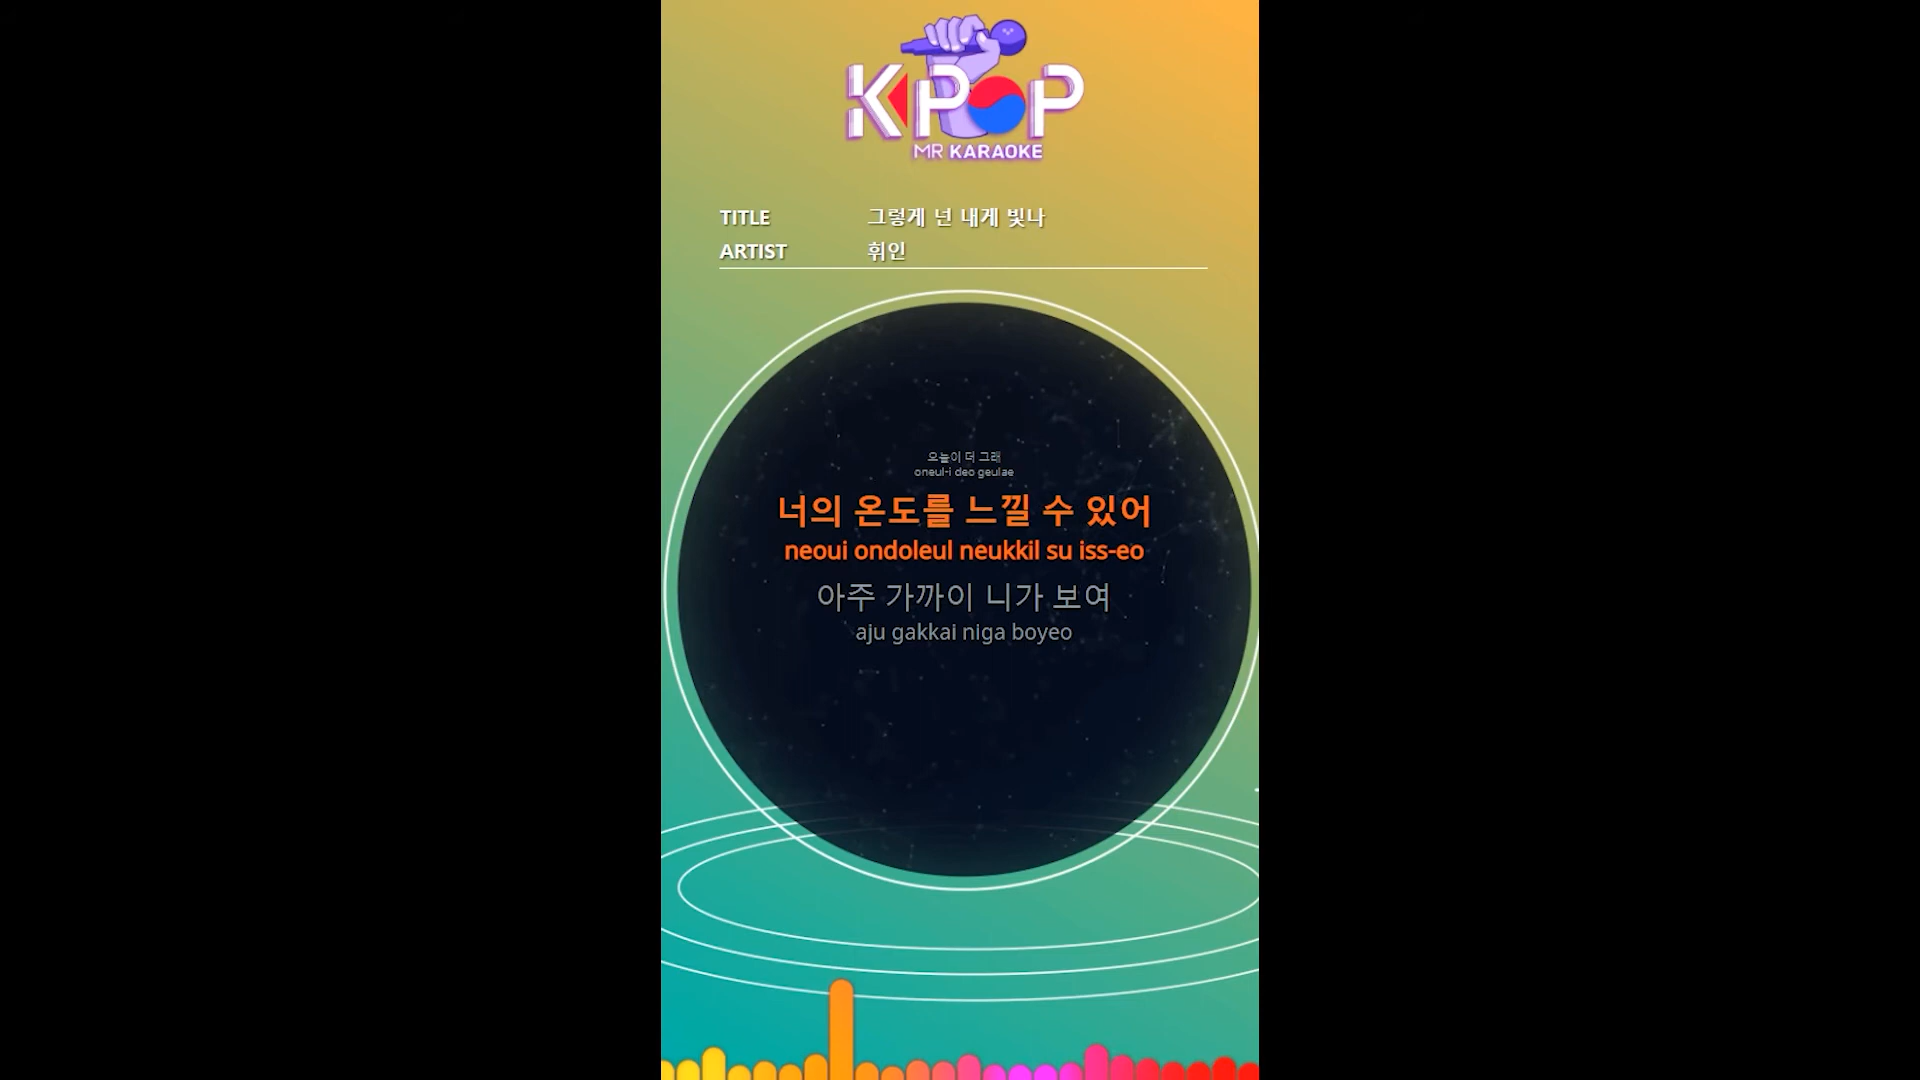 KPOP
MR KARAOKE
TITLE 그렇게 넌 내게 빛나
ARTIST 휘인
오늘이 더 그래
oneul-i deo geulae
너의 온도를 느낄 수 있어
neoui ondoleul neukkil su iss-eo
아주 가까이 니가 보여
aju gakkai niga boyeo